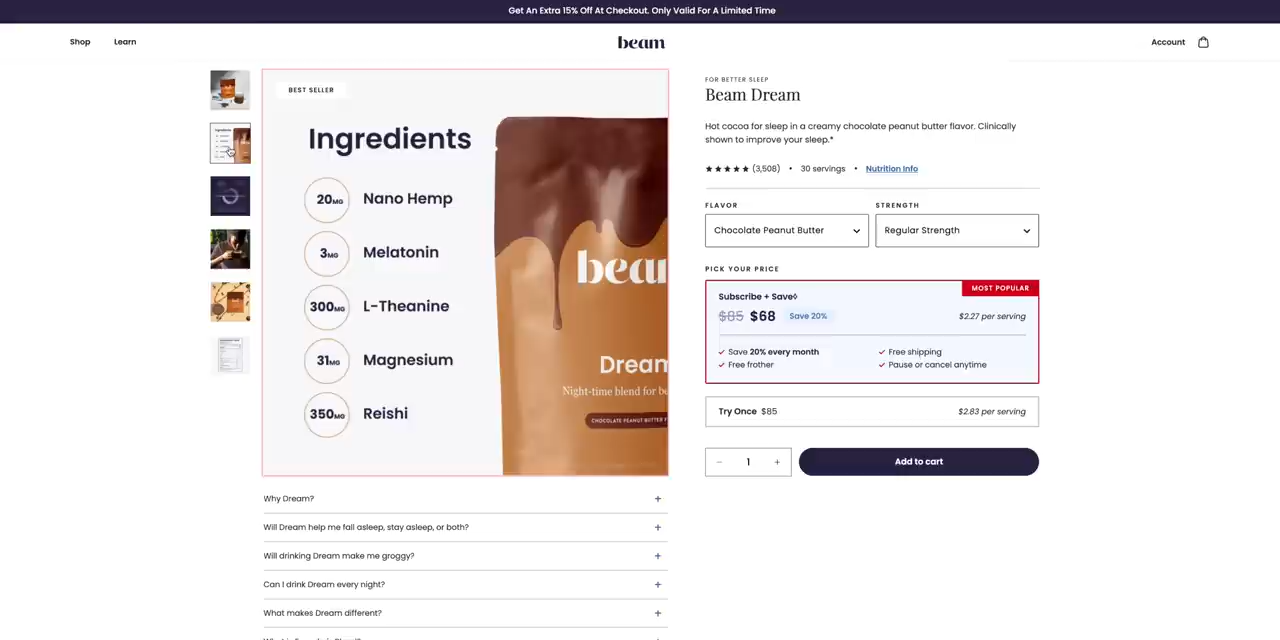 Get An Extra 15% Off At Checkout. Only Valid For A Limited Time
Shop
Learn
beam
Account
BEST SELLER
Ingredients
20MG Nano Hemp
3MG Melatonin
300MG L-Theanine
31MG Magnesium
350MG Reishi
beam
Dream
Night-time blend for be
CHOCOLATE PEANUT BUTTER F
FOR BETTER SLEEP
Beam Dream
Hot cocoa for sleep in a creamy chocolate peanut butter flavor. Clinically
shown to improve your sleep.*
★★★★★ (3,508) • 30 servings • Nutrition Info
FLAVOR
STRENGTH
Chocolate Peanut Butter
Regular Strength
PICK YOUR PRICE
MOST POPULAR
Subscribe + Save◊
$85 $68 Save 20%
$2.27 per serving
Save 20% every month
Free shipping
Free frother
Pause or cancel anytime
Try Once $85
$2.83 per serving
− 1 +
Add to cart
Why Dream? +
Will Dream help me fall asleep, stay asleep, or both? +
Will drinking Dream make me groggy? +
Can I drink Dream every night? +
What makes Dream different? +